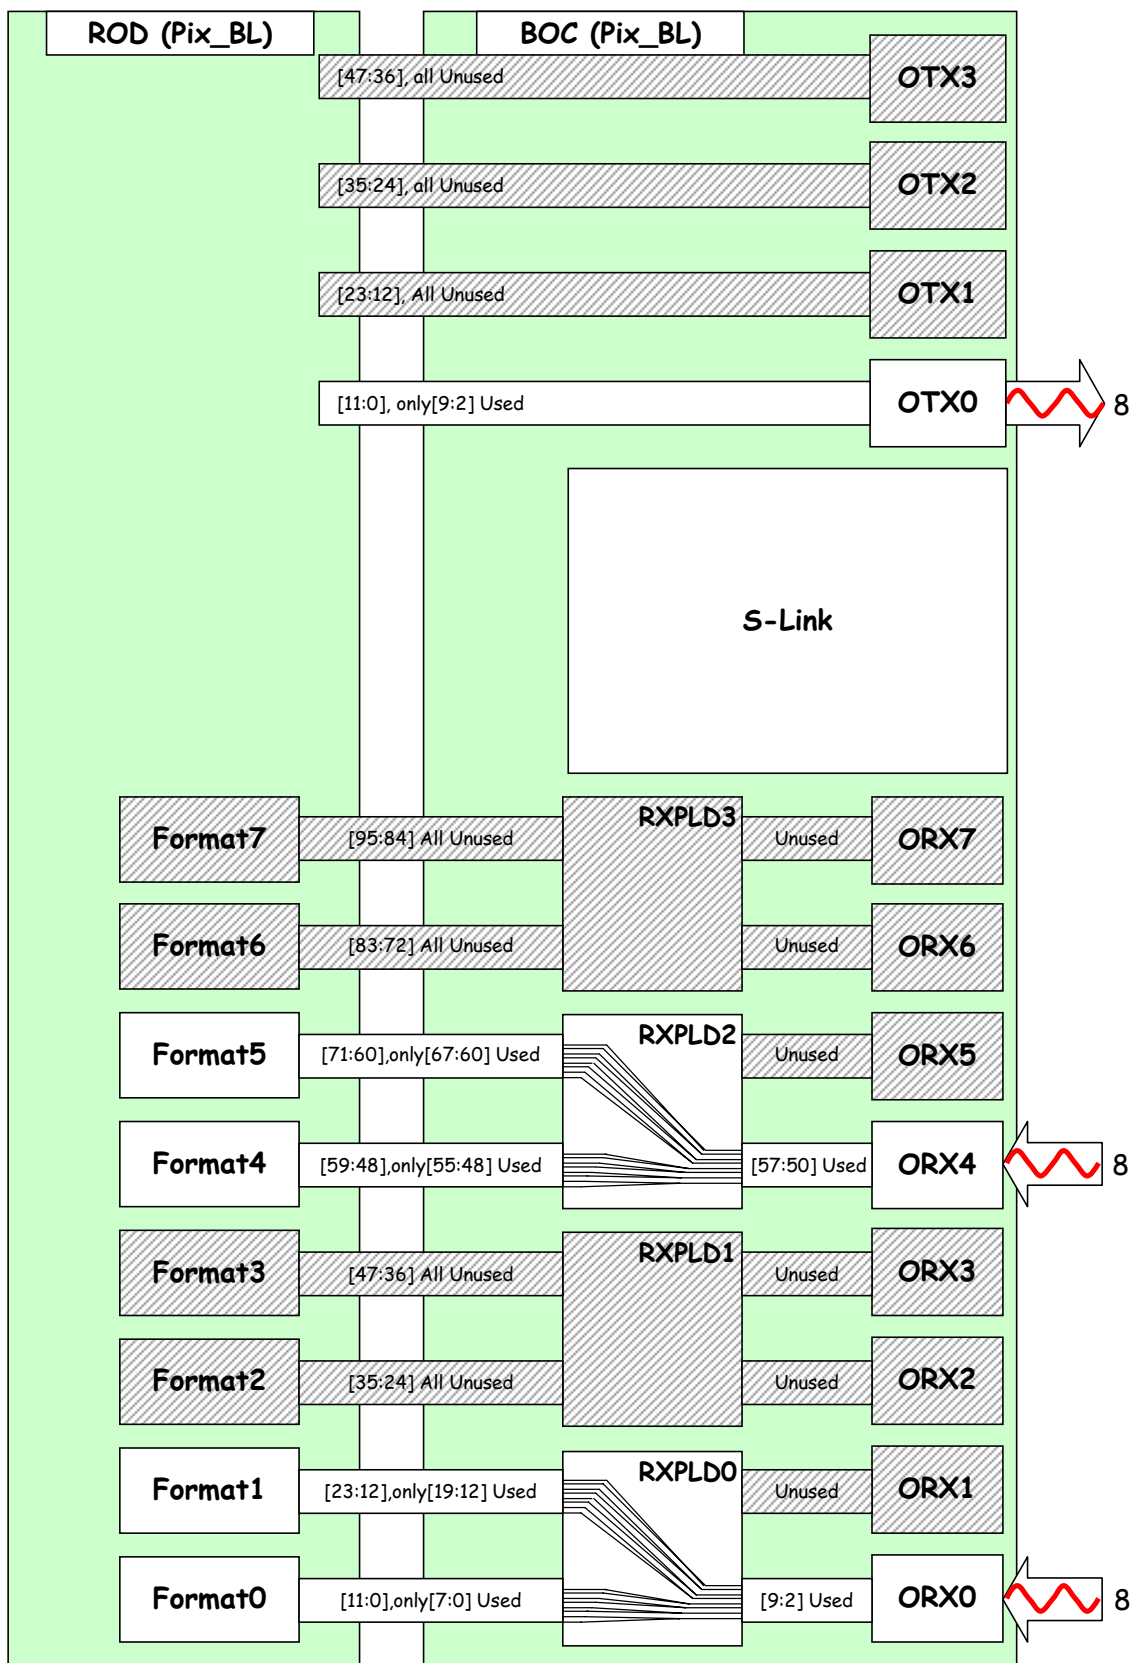 ROD (Pix_BL)
BOC (Pix_BL)
[47:36], all Unused
OTX3
[35:24], all Unused
OTX2
[23:12], All Unused
OTX1
[11:0], only[9:2] Used
OTX0
8
S-Link
RXPLD3
Format7
[95:84] All Unused
Unused
ORX7
Format6
[83:72] All Unused
Unused
ORX6
RXPLD2
Format5
[71:60],only[67:60] Used
Unused
ORX5
Format4
[59:48],only[55:48] Used
[57:50] Used
ORX4
8
RXPLD1
Format3
[47:36] All Unused
Unused
ORX3
Format2
[35:24] All Unused
Unused
ORX2
RXPLD0
Format1
[23:12],only[19:12] Used
Unused
ORX1
Format0
[11:0],only[7:0] Used
[9:2] Used
ORX0
8